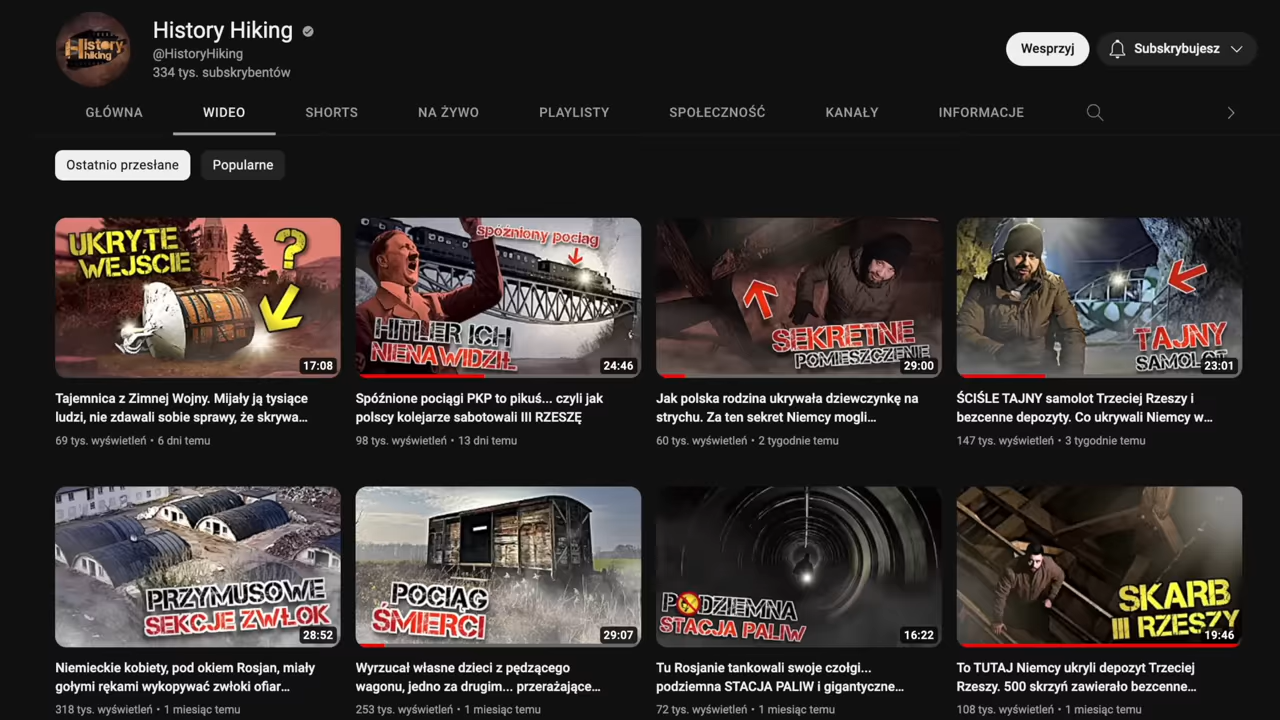 History hiking
History Hiking
@HistoryHiking
334 tys. subskrybentów
Wesprzyj
Subskrybujesz
GŁÓWNA
WIDEO
SHORTS
NA ŻYWO
PLAYLISTY
SPOŁECZNOŚĆ
KANAŁY
INFORMACJE
Ostatnio przesłane
Popularne
UKRYTE
WEJŚCIE
?
17:08
spóźniony pociąg
HITLER ICH
NIENAWIDZIŁ
24:46
SEKRETNE
POMIESZCZENIE
29:00
TAJNY
SAMOLOT
23:01
Tajemnica z Zimnej Wojny. Mijały ją tysiące
ludzi, nie zdawali sobie sprawy, że skrywa...
69 tys. wyświetleń • 6 dni temu
Spóźnione pociągi PKP to pikuś... czyli jak
polscy kolejarze sabotowali III RZESZĘ
98 tys. wyświetleń • 13 dni temu
Jak polska rodzina ukrywała dziewczynkę na
strychu. Za ten sekret Niemcy mogli...
60 tys. wyświetleń • 2 tygodnie temu
ŚCIŚLE TAJNY samolot Trzeciej Rzeszy i
bezcenne depozyty. Co ukrywali Niemcy w...
147 tys. wyświetleń • 3 tygodnie temu
PRZYMUSOWE
SEKCJE ZWŁOK
28:52
POCIĄG
ŚMIERCI
29:07
PODZIEMNA
STACJA PALIW
16:22
SKARB
III RZESZY
19:46
Niemieckie kobiety, pod okiem Rosjan, miały
gołymi rękami wykopywać zwłoki ofiar...
318 tys. wyświetleń • 1 miesiąc temu
Wyrzucał własne dzieci z pędzącego
wagonu, jedno za drugim... przerażające...
253 tys. wyświetleń • 1 miesiąc temu
Tu Rosjanie tankowali swoje czołgi...
podziemna STACJA PALIW i gigantyczne...
72 tys. wyświetleń • 1 miesiąc temu
To TUTAJ Niemcy ukryli depozyt Trzeciej
Rzeszy. 500 skrzyń zawierało bezcenne...
108 tys. wyświetleń • 1 miesiąc temu